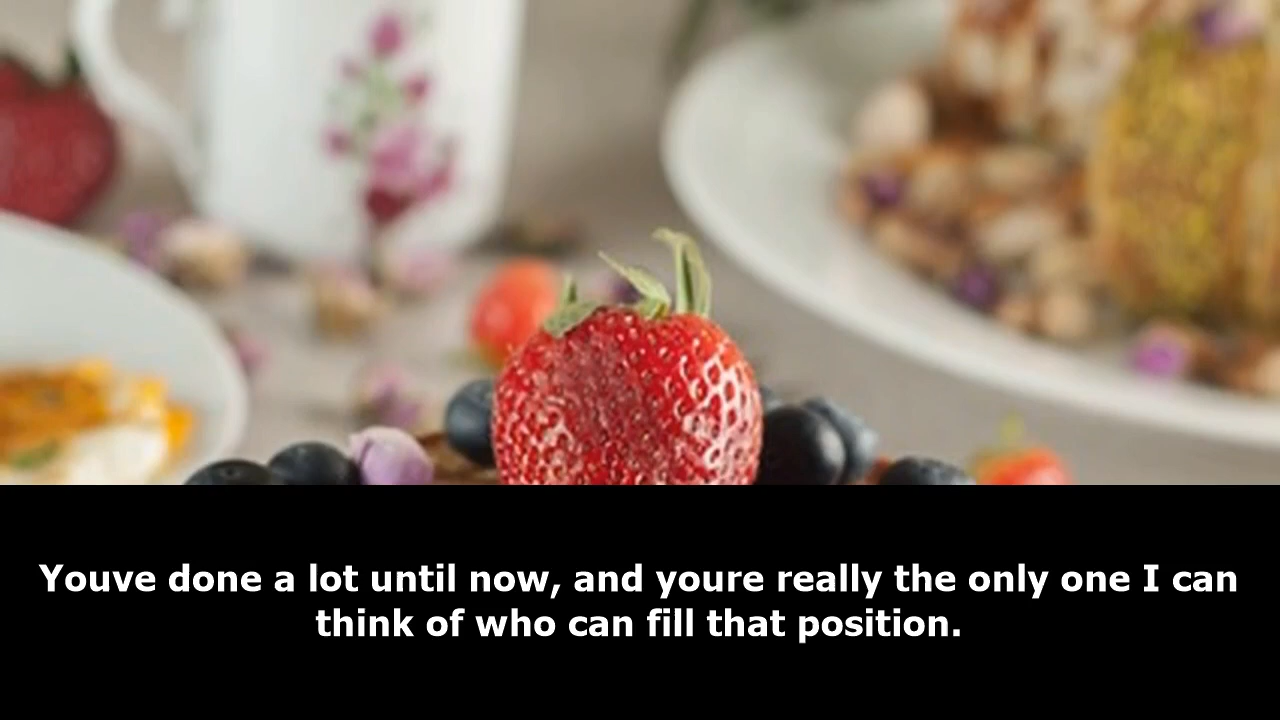 Youve done a lot until now, and youre really the only one I can
think of who can fill that position.